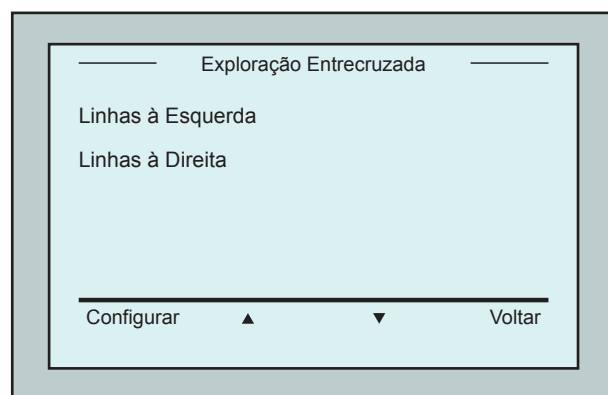 Exploração Entrecruzada
Linhas à Esquerda
Linhas à Direita
Configurar ▲ ▼ Voltar